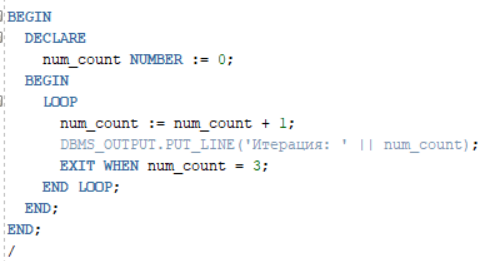 BEGIN
DECLARE
num_count NUMBER := 0;
BEGIN
LOOP
num_count := num_count + 1;
DBMS_OUTPUT.PUT_LINE('Итерация: ' || num_count);
EXIT WHEN num_count = 3;
END LOOP;
END;
END;
/